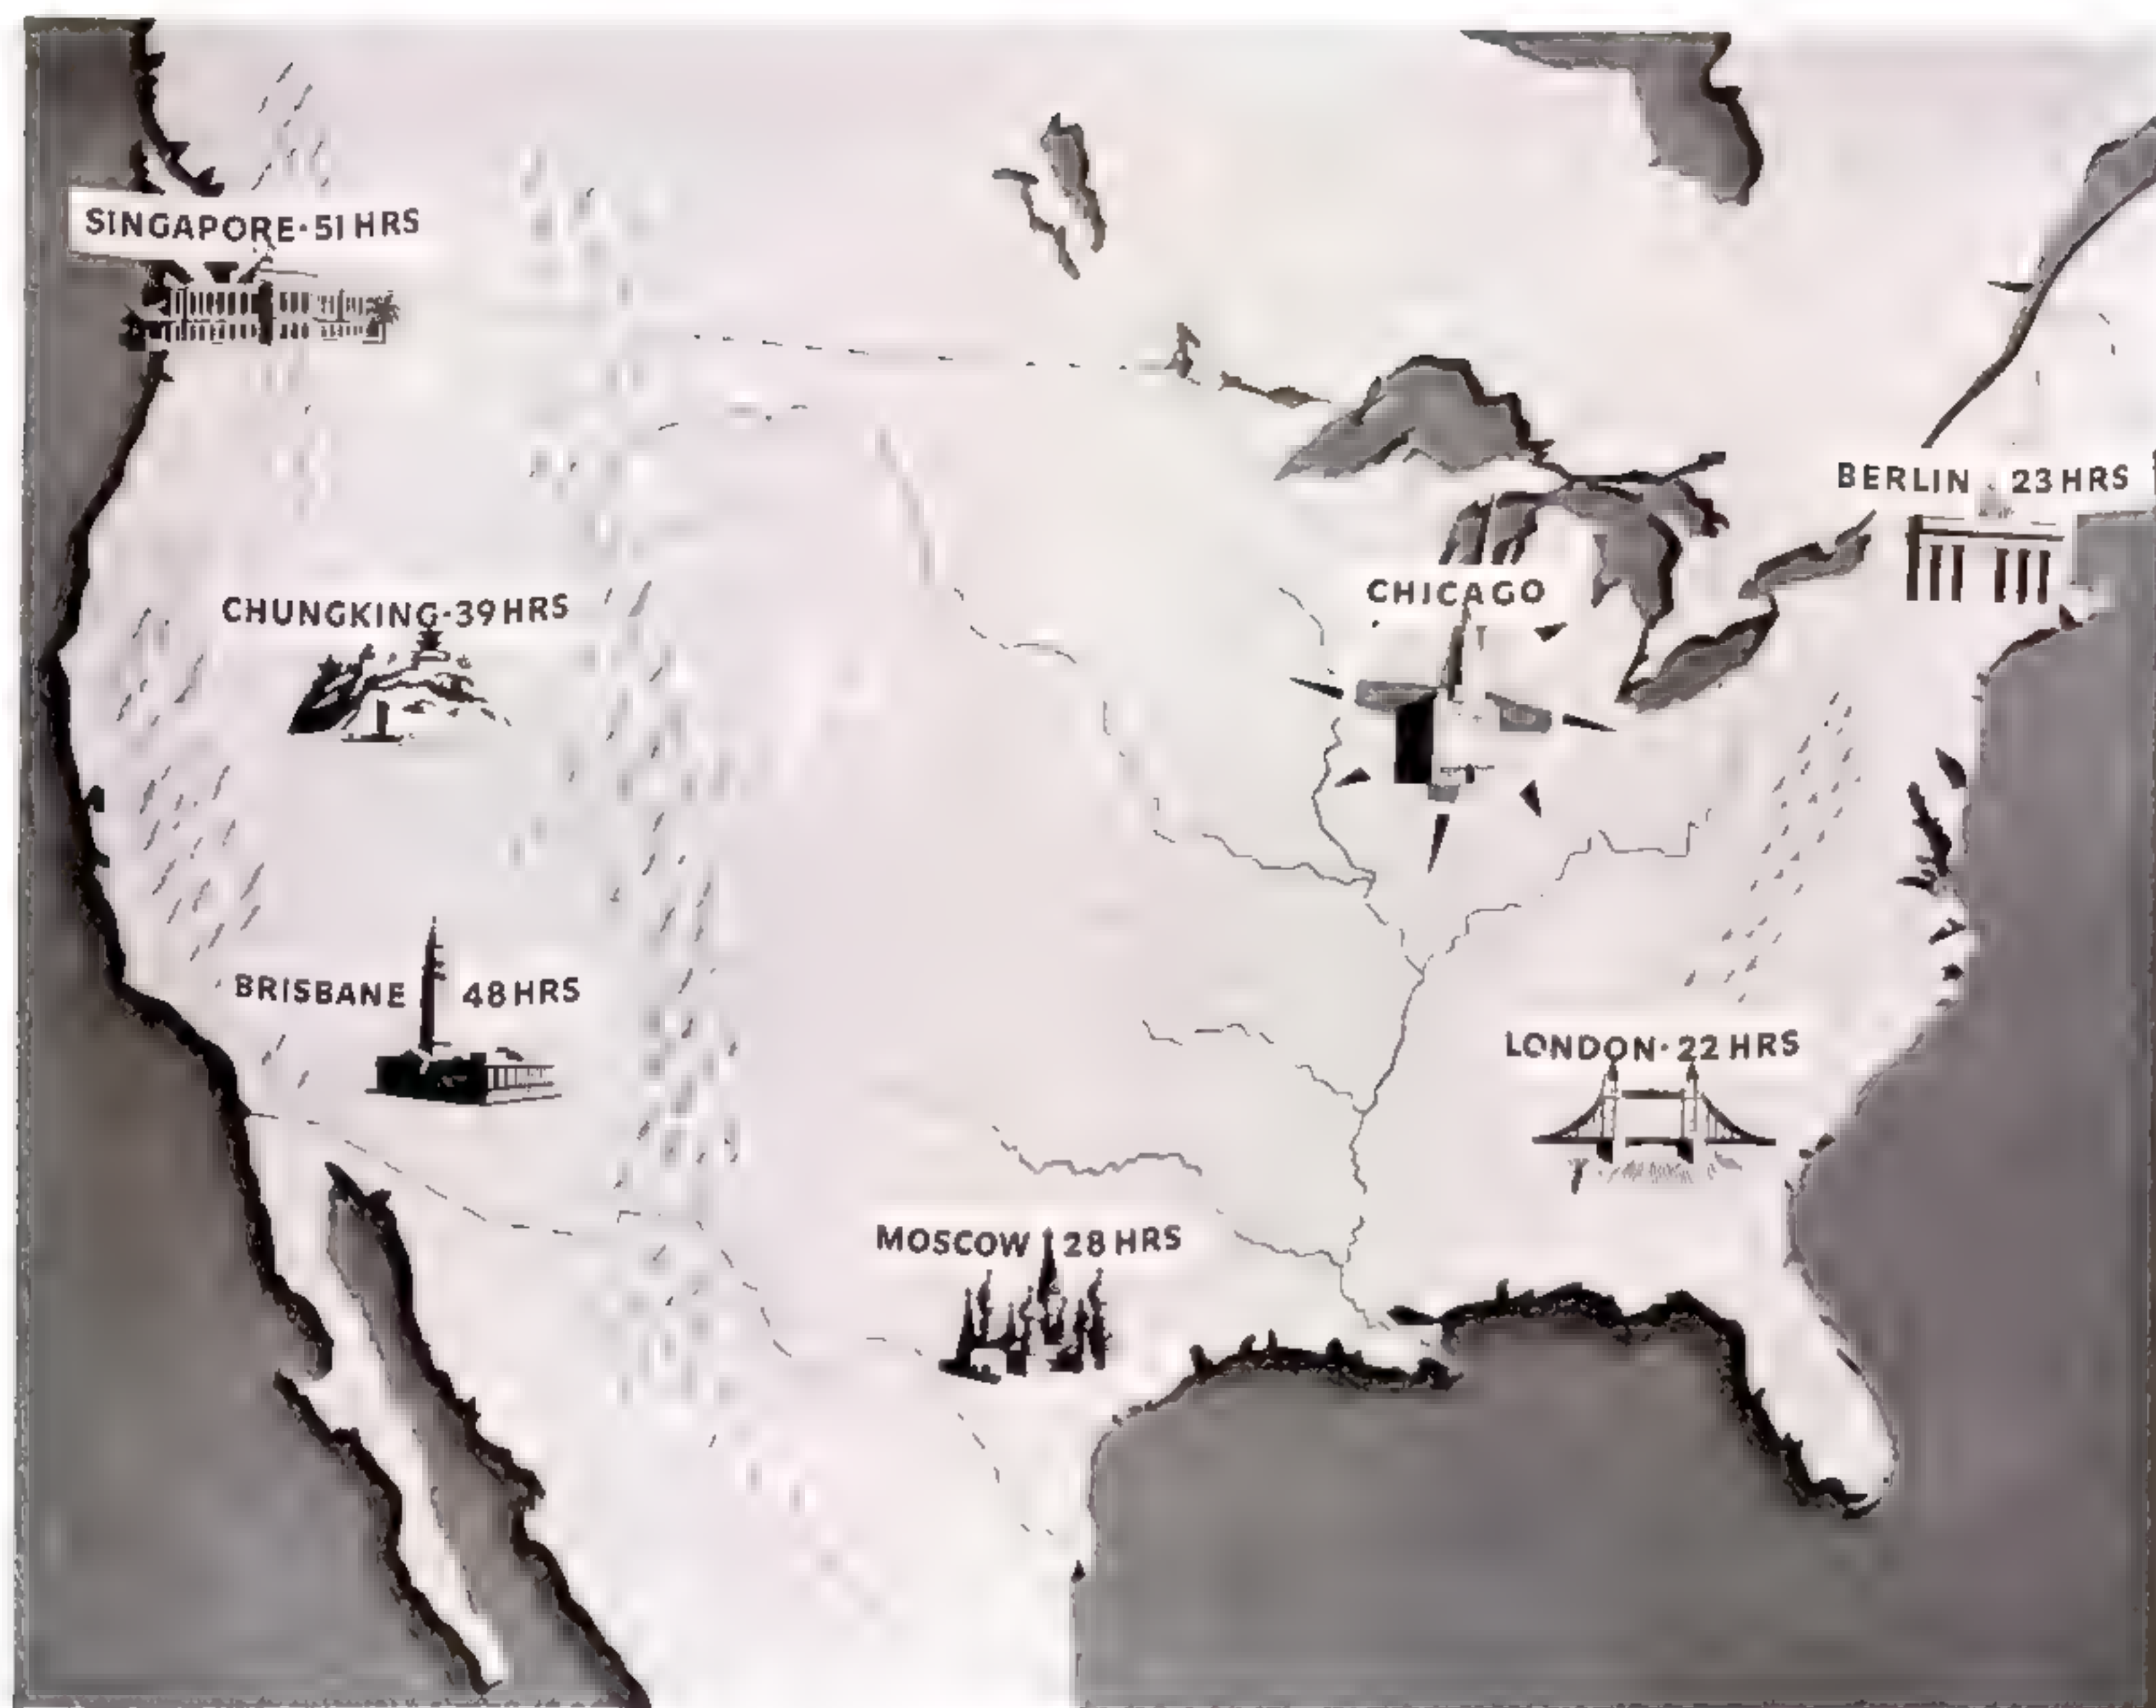 SINGAPORE·51 HRS
BERLIN · 23 HRS
CHICAGO
CHUNGKING·39 HRS
BRISBANE 48 HRS
LONDON·22 HRS
MOSCOW 28 HRS